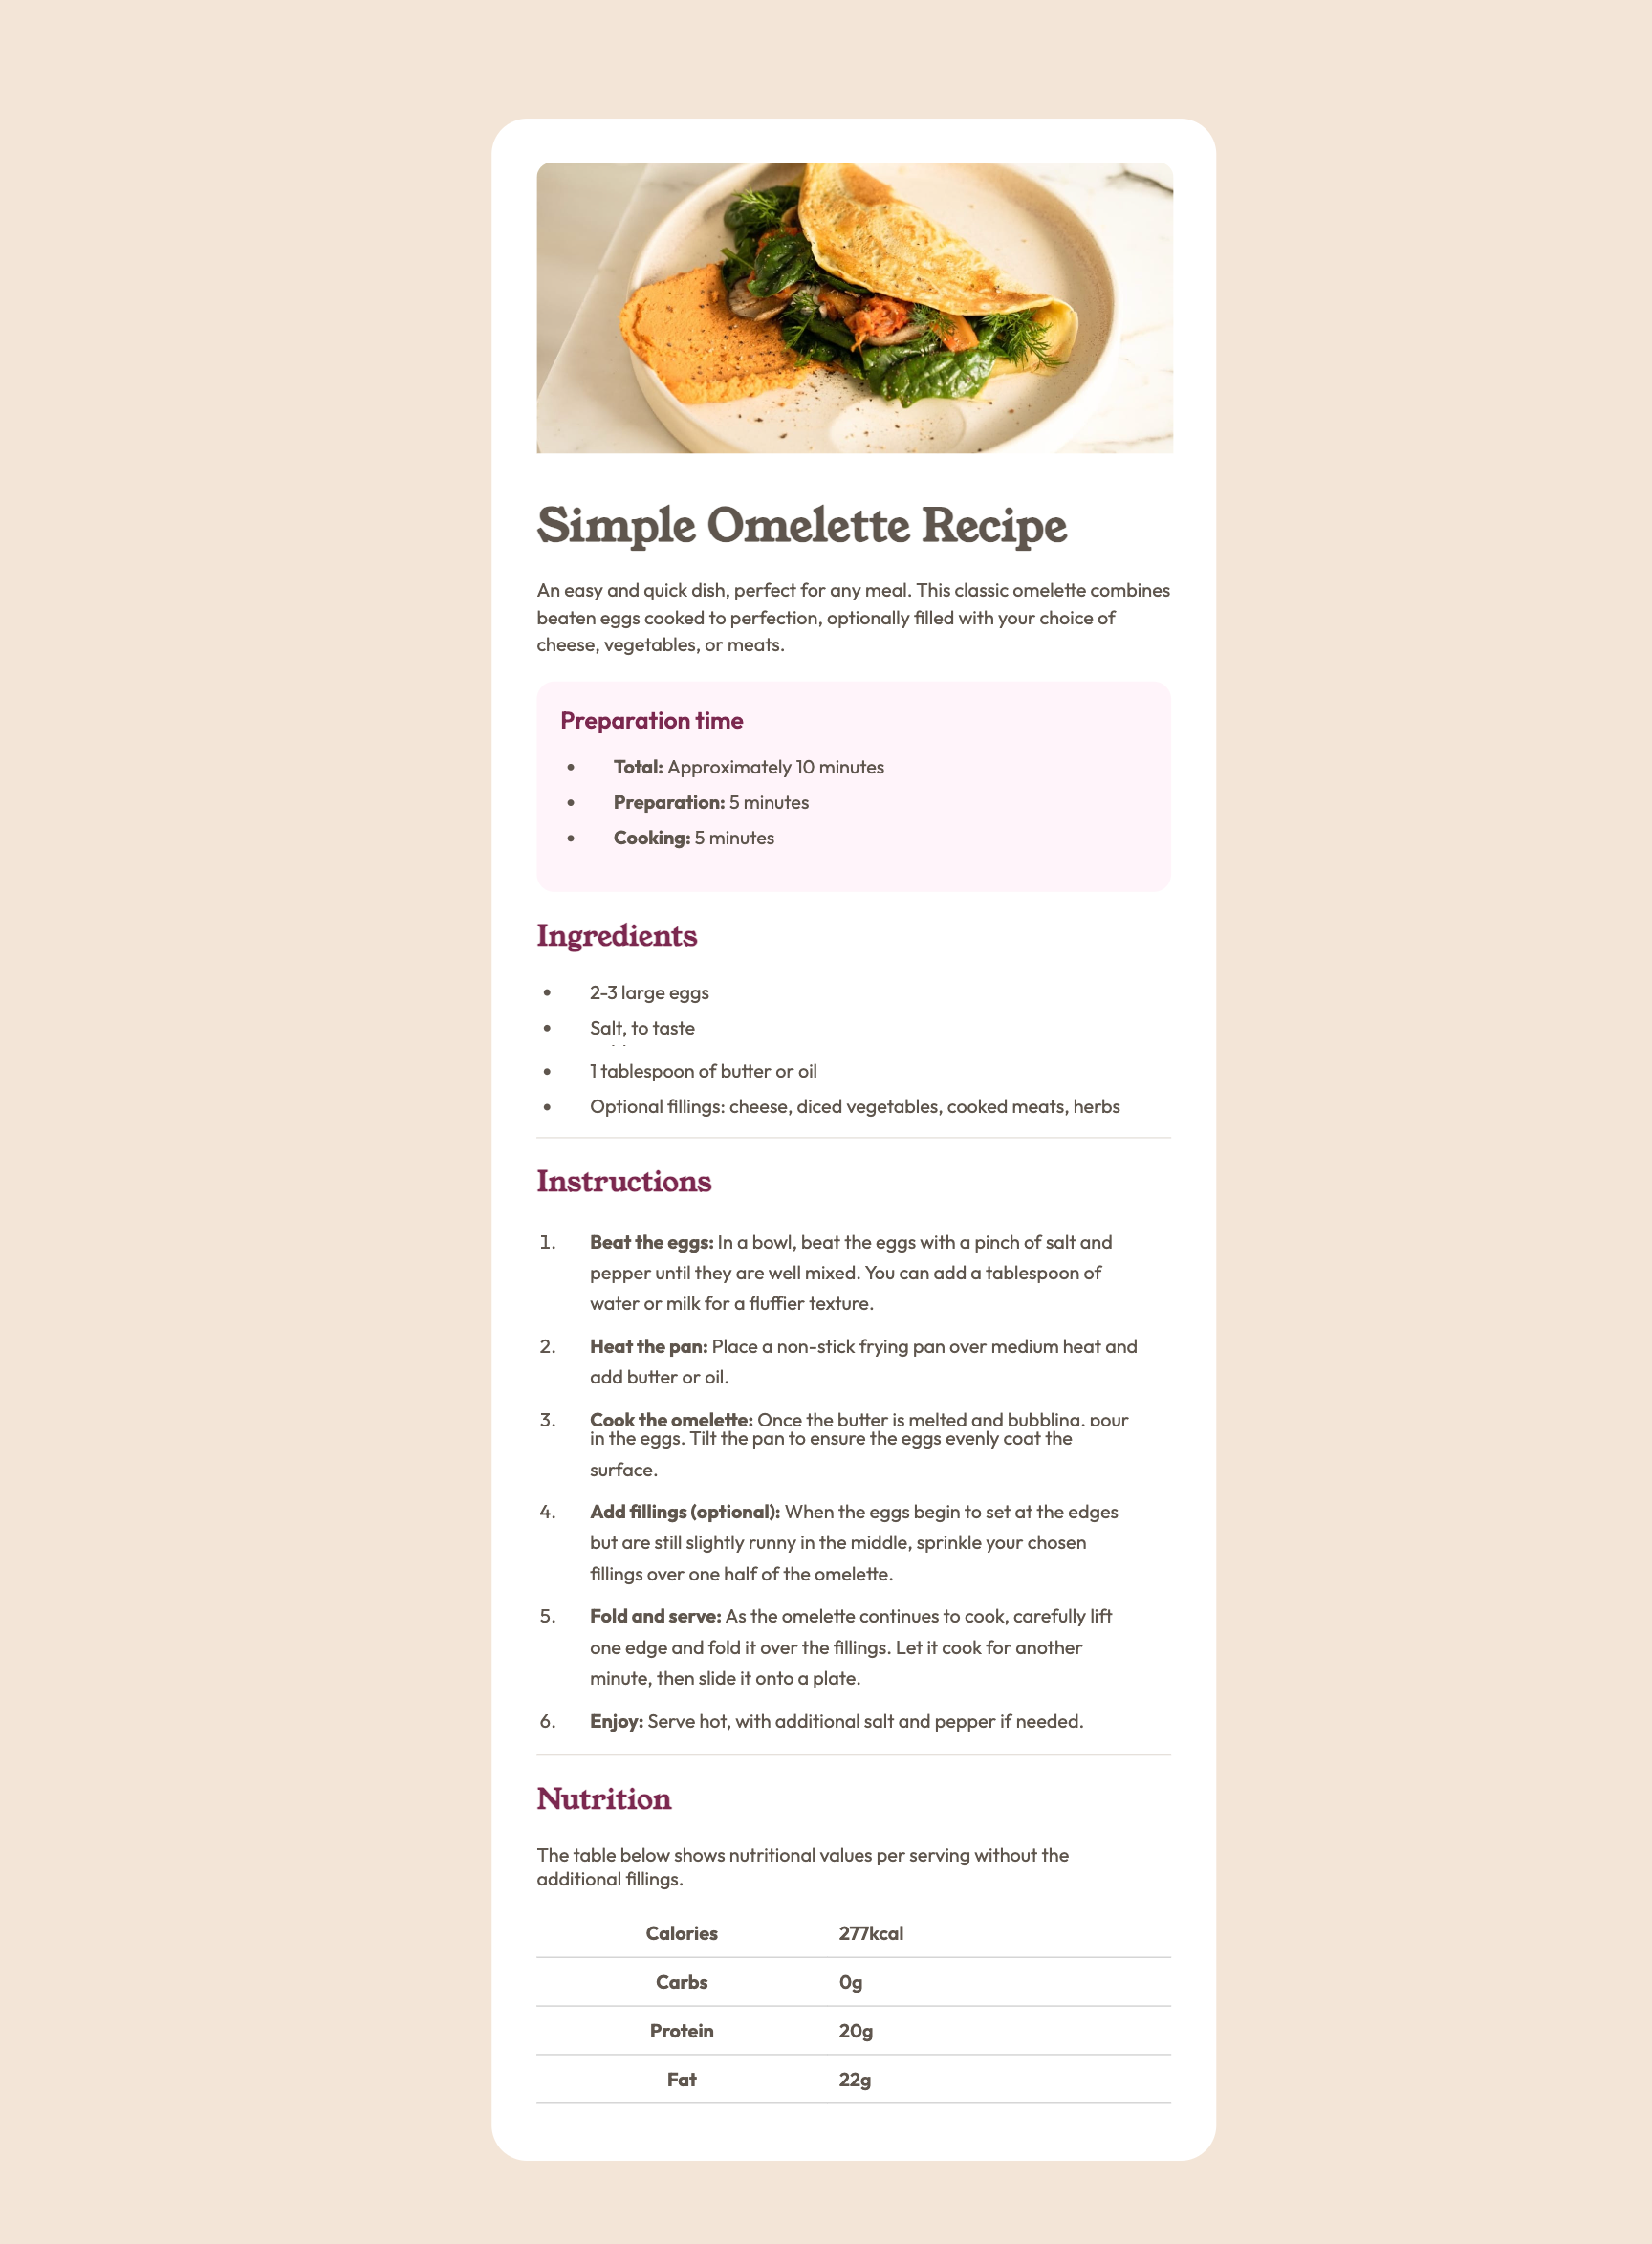 Simple Omelette Recipe
An easy and quick dish, perfect for any meal. This classic omelette combines
beaten eggs cooked to perfection, optionally filled with your choice of
cheese, vegetables, or meats.
Preparation time
• Total: Approximately 10 minutes
• Preparation: 5 minutes
• Cooking: 5 minutes
Ingredients
• 2-3 large eggs
• Salt, to taste
• 1 tablespoon of butter or oil
• Optional fillings: cheese, diced vegetables, cooked meats, herbs
Instructions
1. Beat the eggs: In a bowl, beat the eggs with a pinch of salt and
pepper until they are well mixed. You can add a tablespoon of
water or milk for a fluffier texture.
2. Heat the pan: Place a non-stick frying pan over medium heat and
add butter or oil.
3. Cook the omelette: Once the butter is melted and bubbling, pour
in the eggs. Tilt the pan to ensure the eggs evenly coat the
surface.
4. Add fillings (optional): When the eggs begin to set at the edges
but are still slightly runny in the middle, sprinkle your chosen
fillings over one half of the omelette.
5. Fold and serve: As the omelette continues to cook, carefully lift
one edge and fold it over the fillings. Let it cook for another
minute, then slide it onto a plate.
6. Enjoy: Serve hot, with additional salt and pepper if needed.
Nutrition
The table below shows nutritional values per serving without the
additional fillings.
Calories 277kcal
Carbs 0g
Protein 20g
Fat 22g